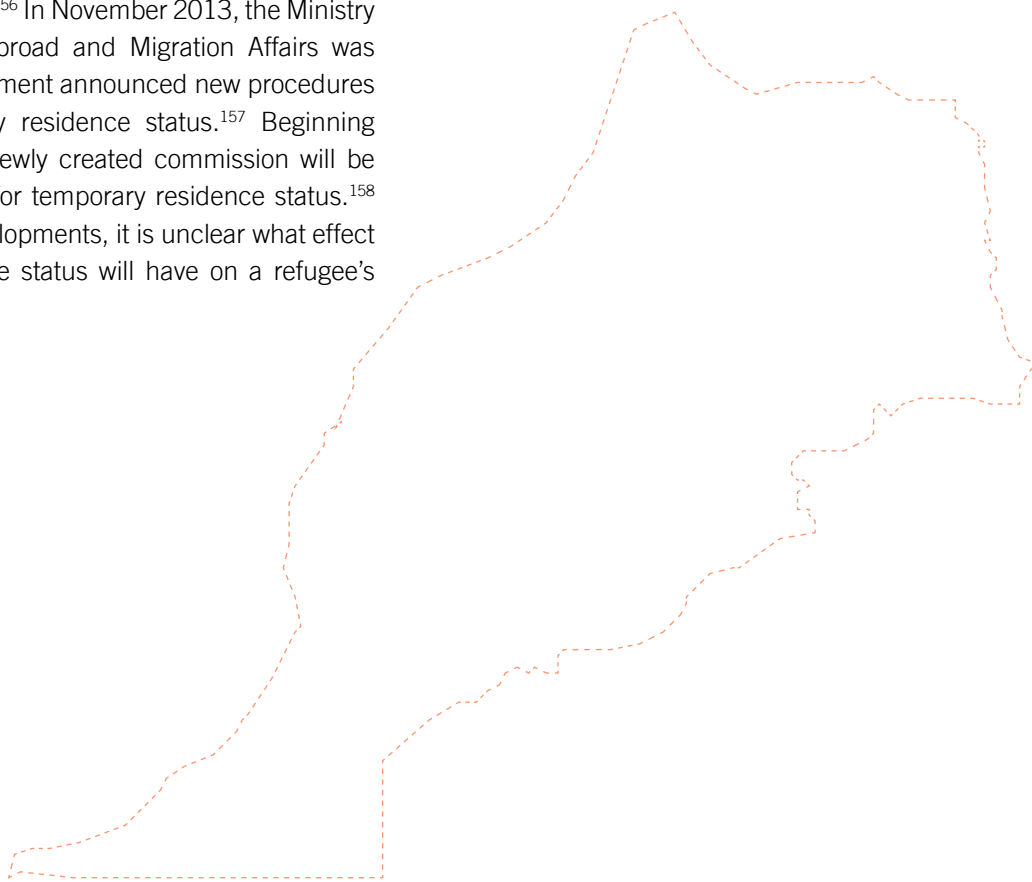 56 In November 2013, the Ministry
broad and Migration Affairs was
ment announced new procedures
residence status.157 Beginning
ewly created commission will be
or temporary residence status.158
lopments, it is unclear what effect
e status will have on a refugee’s